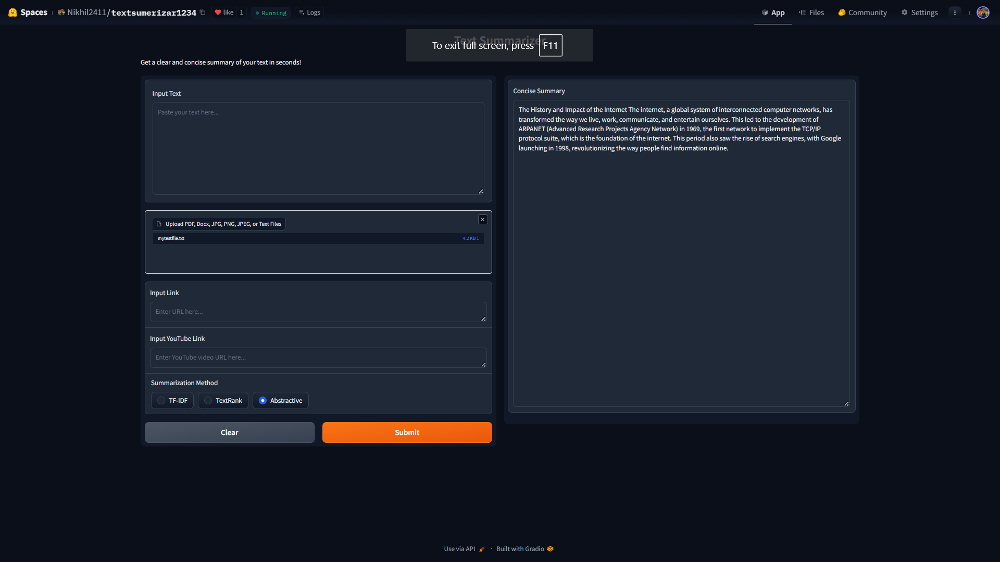 Spaces
Nikhil2411/textsumerizar1234
like 1
Running
Logs
App
Files
Community
Settings
Text Summarizer
To exit full screen, press F11
Get a clear and concise summary of your text in seconds!
Input Text
Paste your text here...
Upload PDF, Docx, JPG, PNG, JPEG, or Text Files
mytestfile.txt 4.2 KB↓
Input Link
Enter URL here...
Input YouTube Link
Enter YouTube video URL here...
Summarization Method
TF-IDF TextRank Abstractive
Clear Submit
Concise Summary
The History and Impact of the Internet The internet, a global system of interconnected computer networks, has
transformed the way we live, work, communicate, and entertain ourselves. This led to the development of
ARPANET (Advanced Research Projects Agency Network) in 1969, the first network to implement the TCP/IP
protocol suite, which is the foundation of the internet. This period also saw the rise of search engines, with Google
launching in 1998, revolutionizing the way people find information online.
Use via API · Built with Gradio